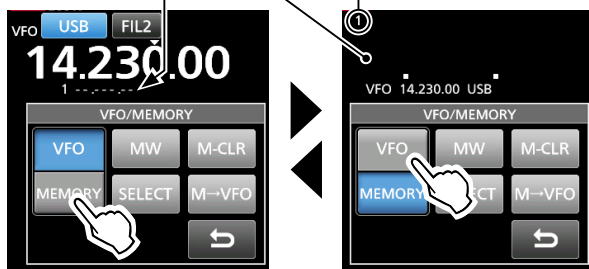 VFO USB FIL2
14.230.00
1 --.---.--
VFO/MEMORY
VFO MW M-CLR
MEMORY SELECT M→VFO
1
VFO 14.230.00 USB
VFO/MEMORY
VFO MW M-CLR
MEMORY SELECT M→VFO